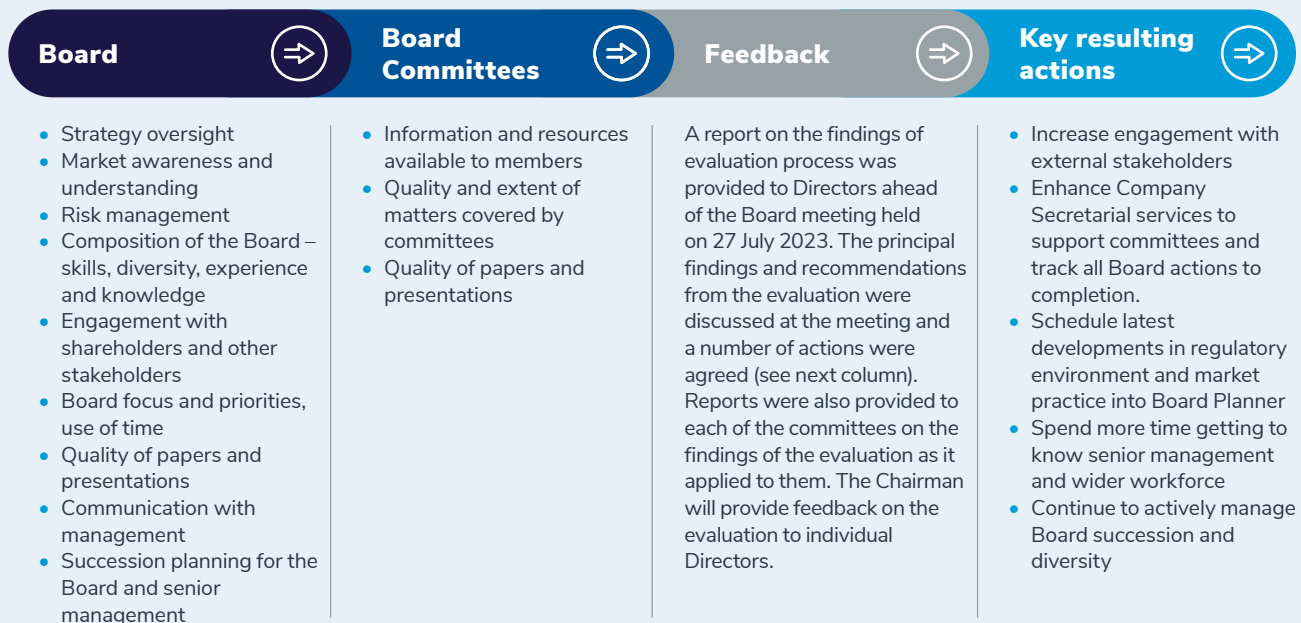 Board
Board
Committees
Feedback
Key resulting
actions
• Strategy oversight
• Market awareness and
understanding
• Risk management
• Composition of the Board –
skills, diversity, experience
and knowledge
• Engagement with
shareholders and other
stakeholders
• Board focus and priorities,
use of time
• Quality of papers and
presentations
• Communication with
management
• Succession planning for the
Board and senior
management
• Information and resources
available to members
• Quality and extent of
matters covered by
committees
• Quality of papers and
presentations
A report on the findings of
evaluation process was
provided to Directors ahead
of the Board meeting held
on 27 July 2023. The principal
findings and recommendations
from the evaluation were
discussed at the meeting and
a number of actions were
agreed (see next column).
Reports were also provided to
each of the committees on the
findings of the evaluation as it
applied to them. The Chairman
will provide feedback on the
evaluation to individual
Directors.
• Increase engagement with
external stakeholders
• Enhance Company
Secretarial services to
support committees and
track all Board actions to
completion.
• Schedule latest
developments in regulatory
environment and market
practice into Board Planner
• Spend more time getting to
know senior management
and wider workforce
• Continue to actively manage
Board succession and
diversity